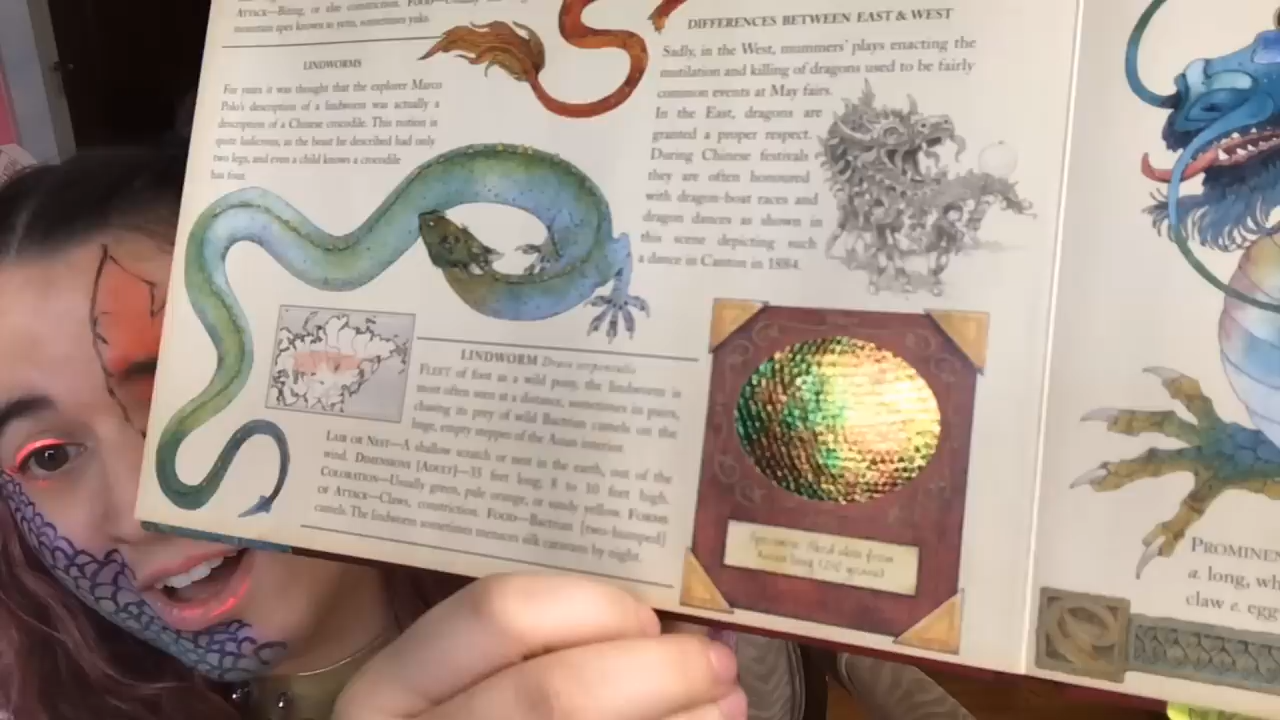 ATTACK—Biting, or else constriction. FOOD—Usually
mountain apes known as yetis, sometimes yaks.
LINDWORMS
For years it was thought that the explorer Marco
Polo's description of a lindworm was actually a
description of a Chinese crocodile. This notion is
quite ludicrous, as the beast he described had only
two legs, and even a child knows a crocodile
has four.
LINDWORM Draco serpentalis
FLEET of foot as a wild pony, the lindworm is
most often seen at a distance, sometimes in pairs,
chasing its prey of wild Bactrian camels on the
huge, empty steppes of the Asian interior.
LAIR OR NEST—A shallow scratch or nest in the earth, out of the
wind. DIMENSIONS [ADULT]—35 feet long, 8 to 10 feet high.
COLORATION—Usually green, pale orange, or sandy yellow. FORMS
OF ATTACK—Claws, constriction. FOOD—Bactrian [two-humped]
camels. The lindworm sometimes menaces silk caravans by night.
DIFFERENCES BETWEEN EAST & WEST
Sadly, in the West, mummers' plays enacting the
mutilation and killing of dragons used to be fairly
common events at May fairs.
In the East, dragons are
granted a proper respect.
During Chinese festivals
they are often honoured
with dragon-boat races and
dragon dances as shown in
this scene depicting such
a dance in Canton in 1884.
Specimen: Shed skin from
PROMINE
a. long, wh
claw e. egg